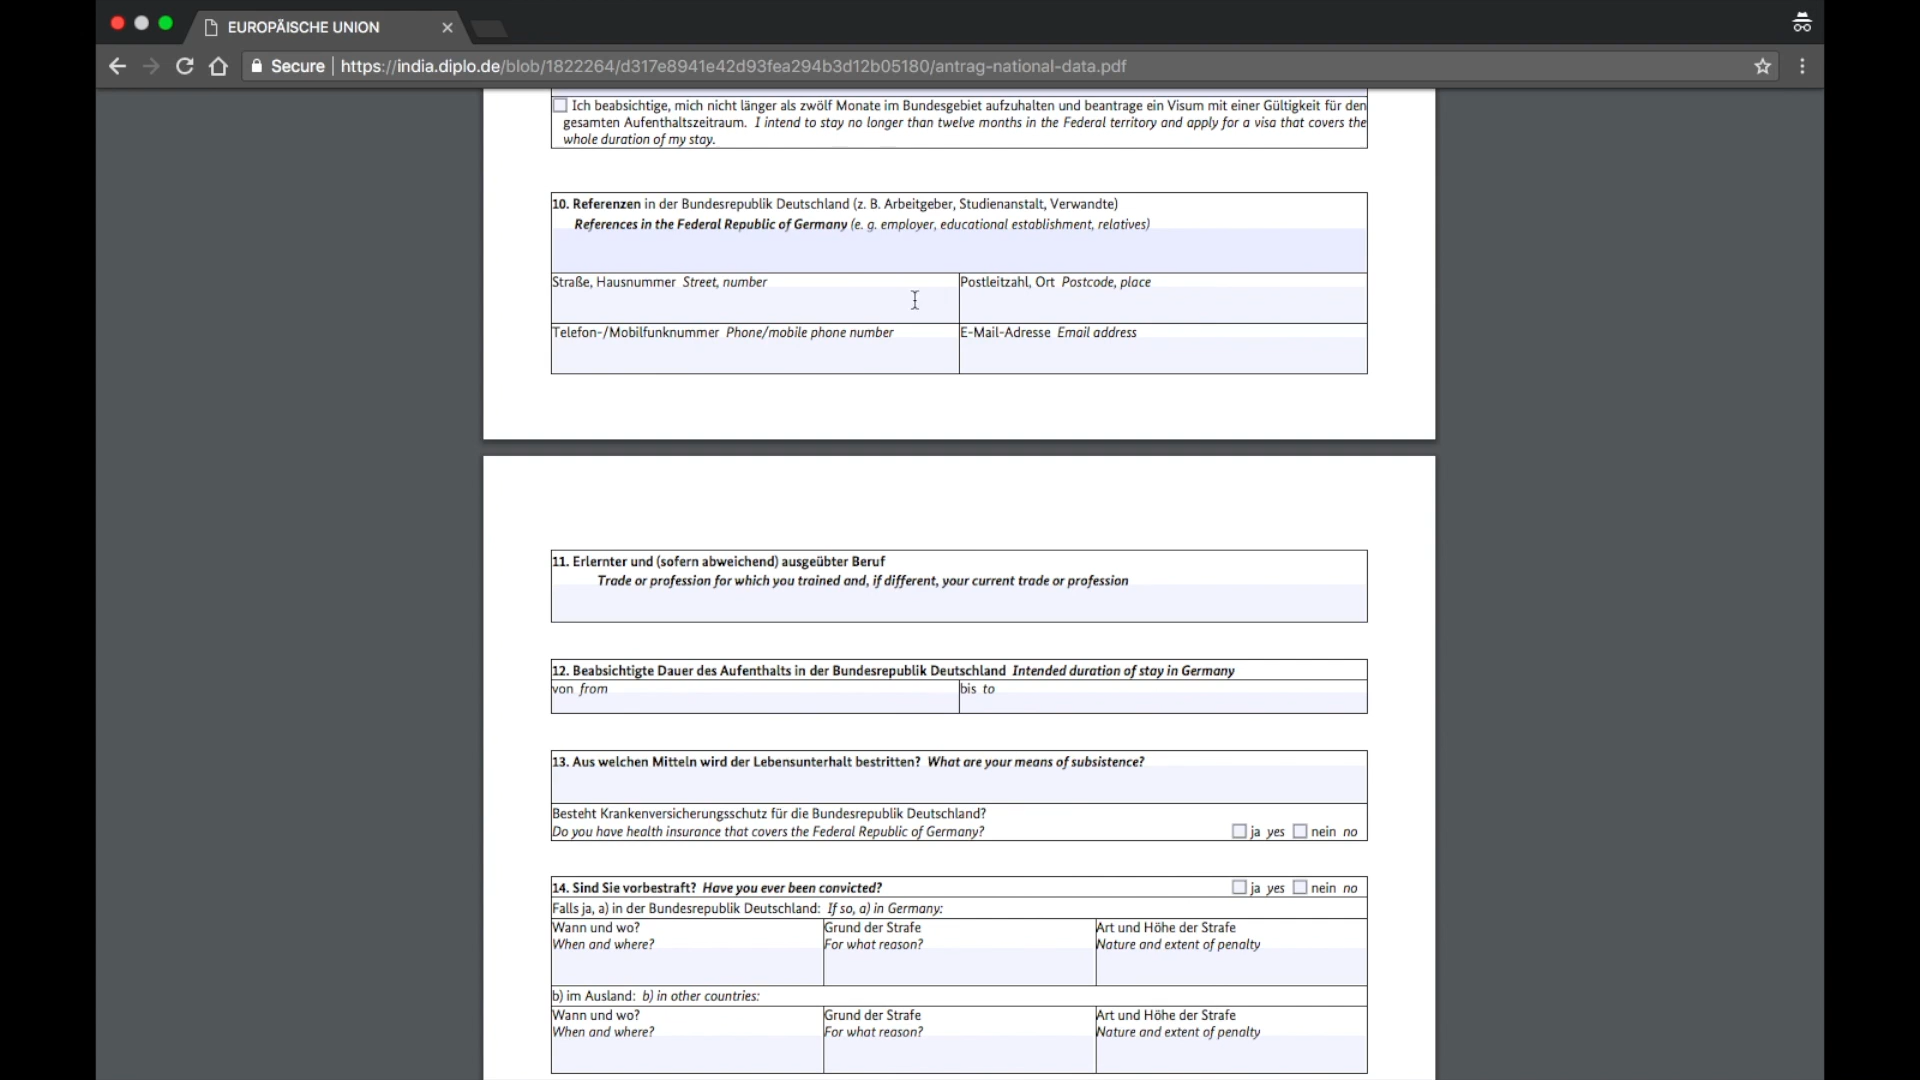 EUROPÄISCHE UNION
Secure | https://india.diplo.de/blob/1822264/d317e8941e42d93fea294b3d12b05180/antrag-national-data.pdf
Ich beabsichtige, mich nicht länger als zwölf Monate im Bundesgebiet aufzuhalten und beantrage ein Visum mit einer Gültigkeit für den
gesamten Aufenthaltszeitraum. I intend to stay no longer than twelve months in the Federal territory and apply for a visa that covers the
whole duration of my stay.
10. Referenzen in der Bundesrepublik Deutschland (z. B. Arbeitgeber, Studienanstalt, Verwandte)
References in the Federal Republic of Germany (e. g. employer, educational establishment, relatives)
Straße, Hausnummer Street, number
Postleitzahl, Ort Postcode, place
Telefon-/Mobilfunknummer Phone/mobile phone number
E-Mail-Adresse Email address
11. Erlernter und (sofern abweichend) ausgeübter Beruf
Trade or profession for which you trained and, if different, your current trade or profession
12. Beabsichtigte Dauer des Aufenthalts in der Bundesrepublik Deutschland Intended duration of stay in Germany
von from
bis to
13. Aus welchen Mitteln wird der Lebensunterhalt bestritten? What are your means of subsistence?
Besteht Krankenversicherungsschutz für die Bundesrepublik Deutschland?
Do you have health insurance that covers the Federal Republic of Germany? ja yes nein no
14. Sind Sie vorbestraft? Have you ever been convicted? ja yes nein no
Falls ja, a) in der Bundesrepublik Deutschland: If so, a) in Germany:
Wann und wo?
When and where?
Grund der Strafe
For what reason?
Art und Höhe der Strafe
Nature and extent of penalty
b) im Ausland: b) in other countries:
Wann und wo?
When and where?
Grund der Strafe
For what reason?
Art und Höhe der Strafe
Nature and extent of penalty